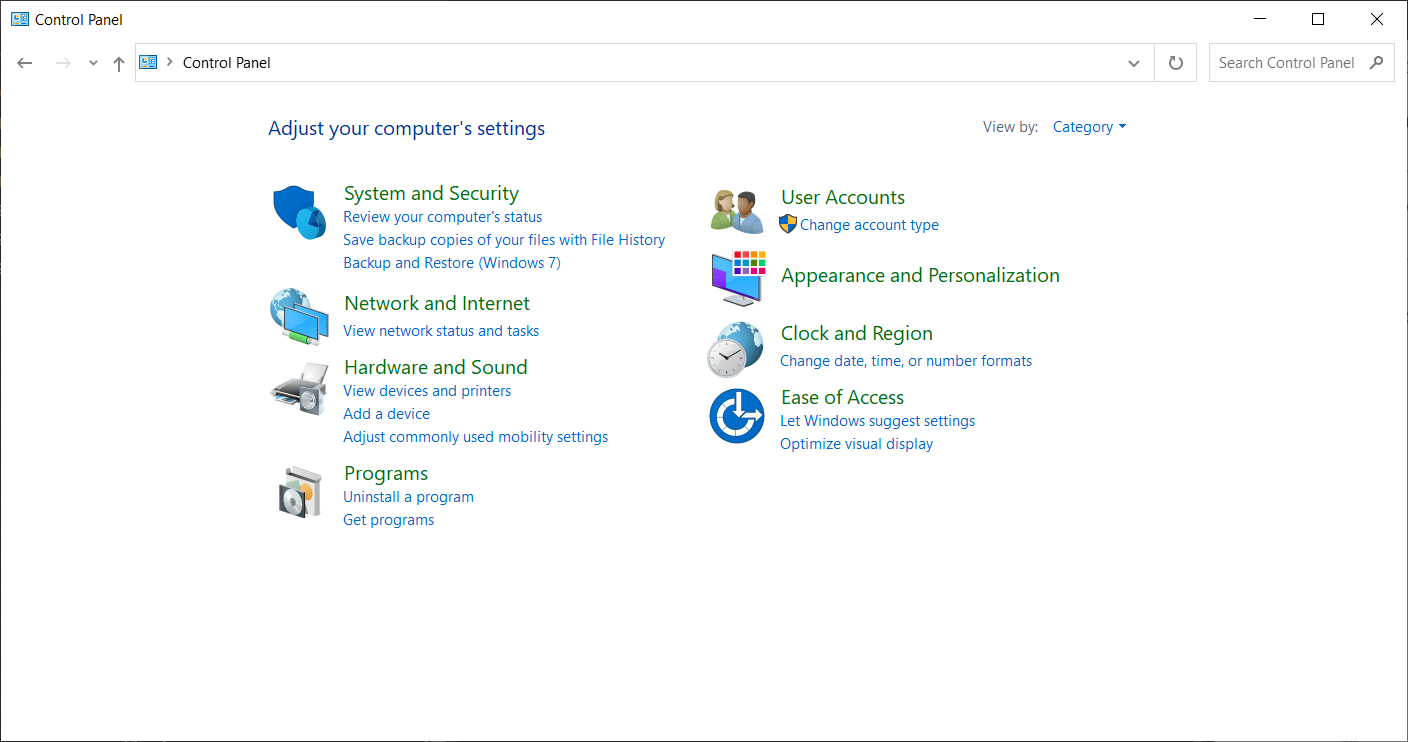 Control Panel
Control Panel
Search Control Panel
Adjust your computer's settings
View by: Category
System and Security
Review your computer's status
Save backup copies of your files with File History
Backup and Restore (Windows 7)
Network and Internet
View network status and tasks
Hardware and Sound
View devices and printers
Add a device
Adjust commonly used mobility settings
Programs
Uninstall a program
Get programs
User Accounts
Change account type
Appearance and Personalization
Clock and Region
Change date, time, or number formats
Ease of Access
Let Windows suggest settings
Optimize visual display